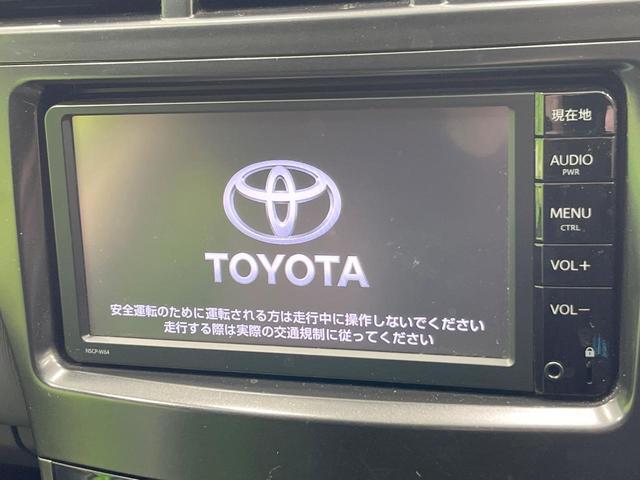 現在地
AUDIO
PWR
MENU
CTRL
VOL+
VOL-
TOYOTA
安全運転のために運転される方は走行中に操作しないでください
走行する際は実際の交通規制に従ってください
NSCP-W64